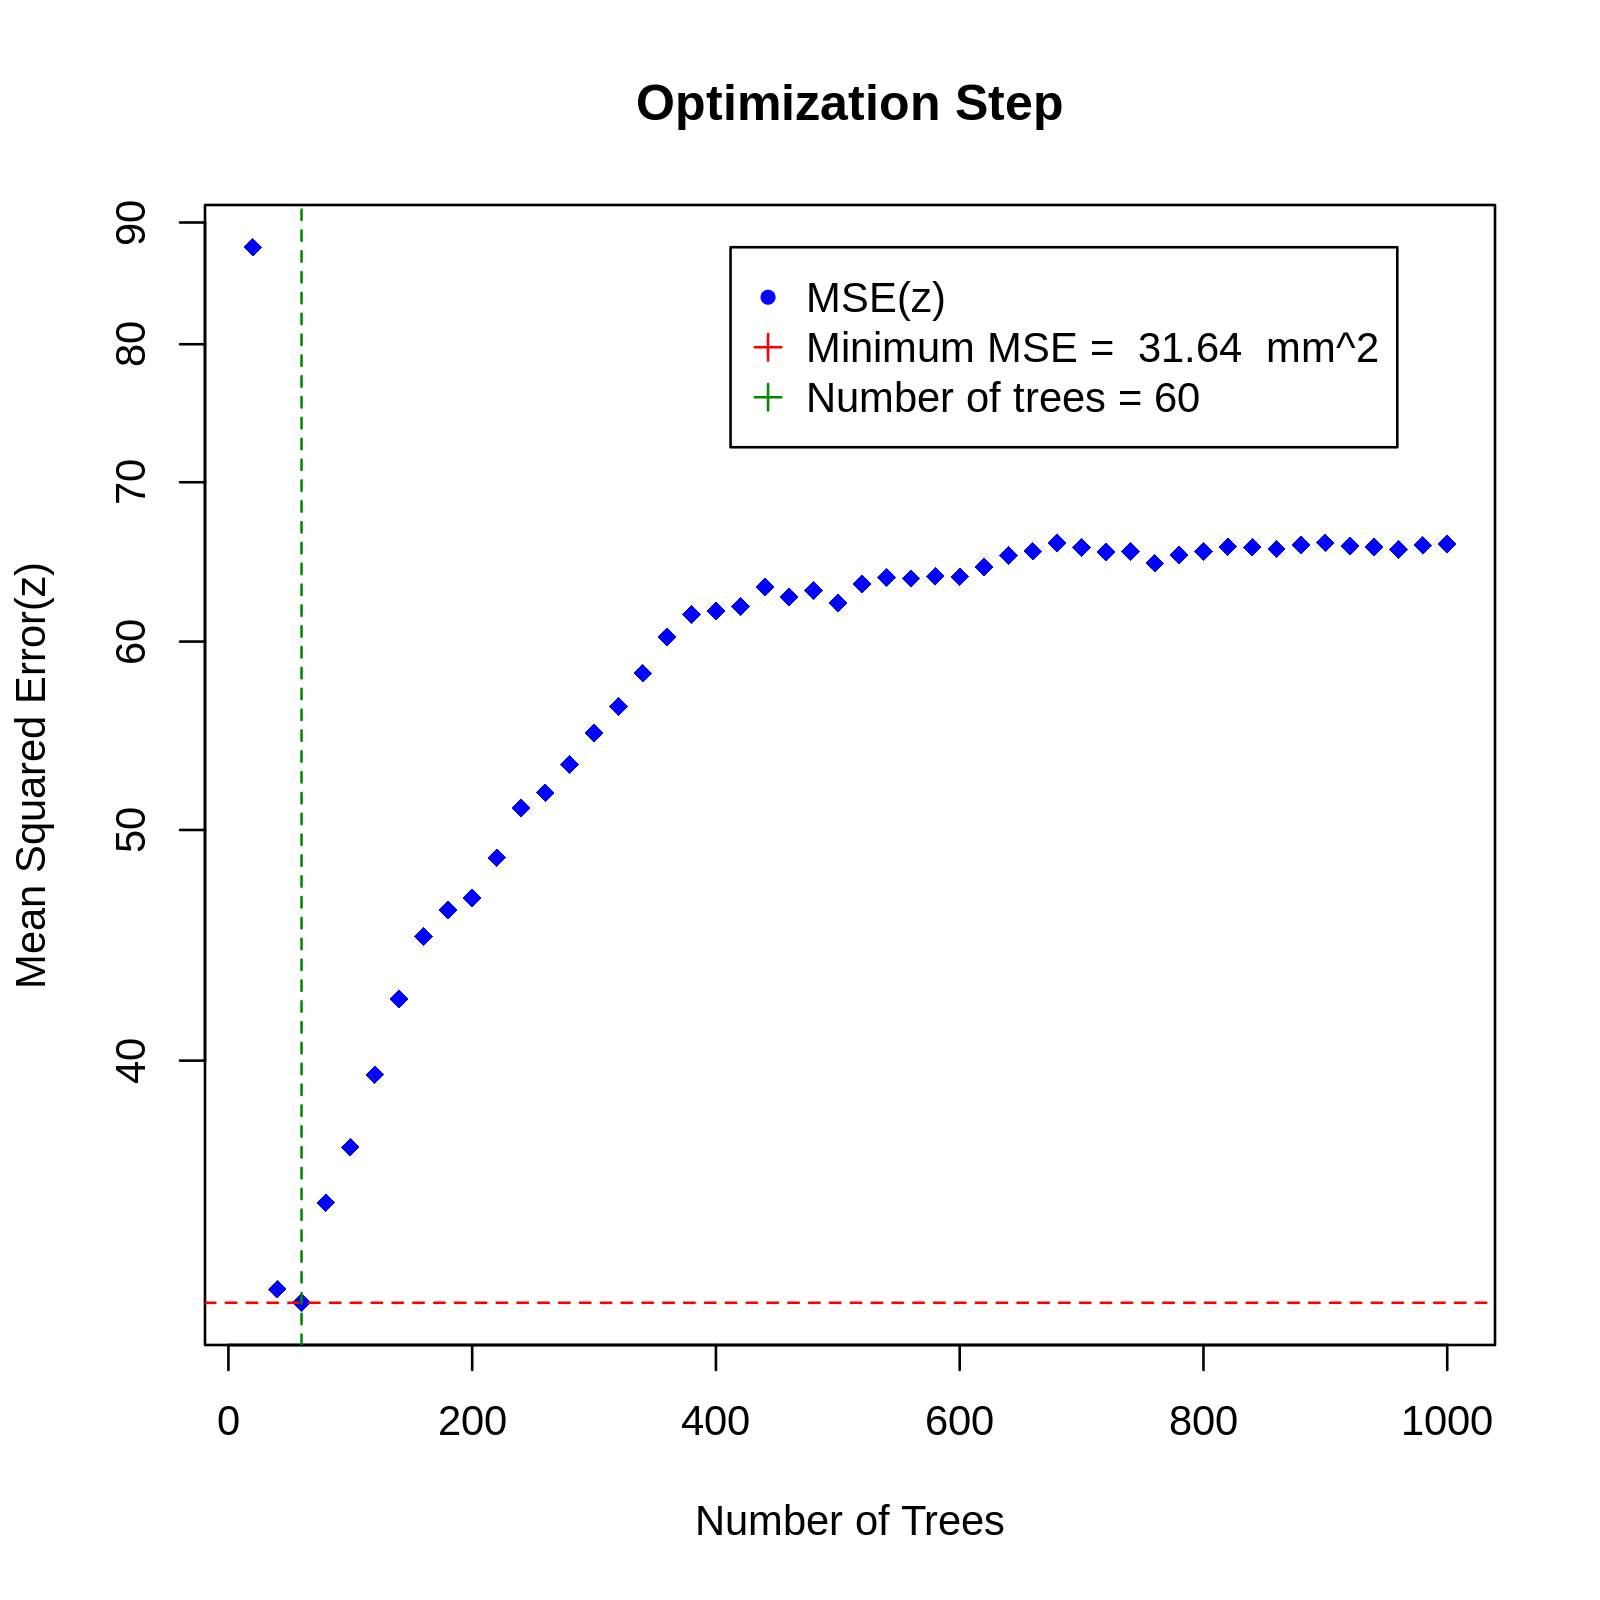 Optimization Step
MSE(z)
Minimum MSE =  31.64  mm^2
Number of trees = 60
Mean Squared Error(z)
90
80
70
60
50
40
0 200 400 600 800 1000
Number of Trees